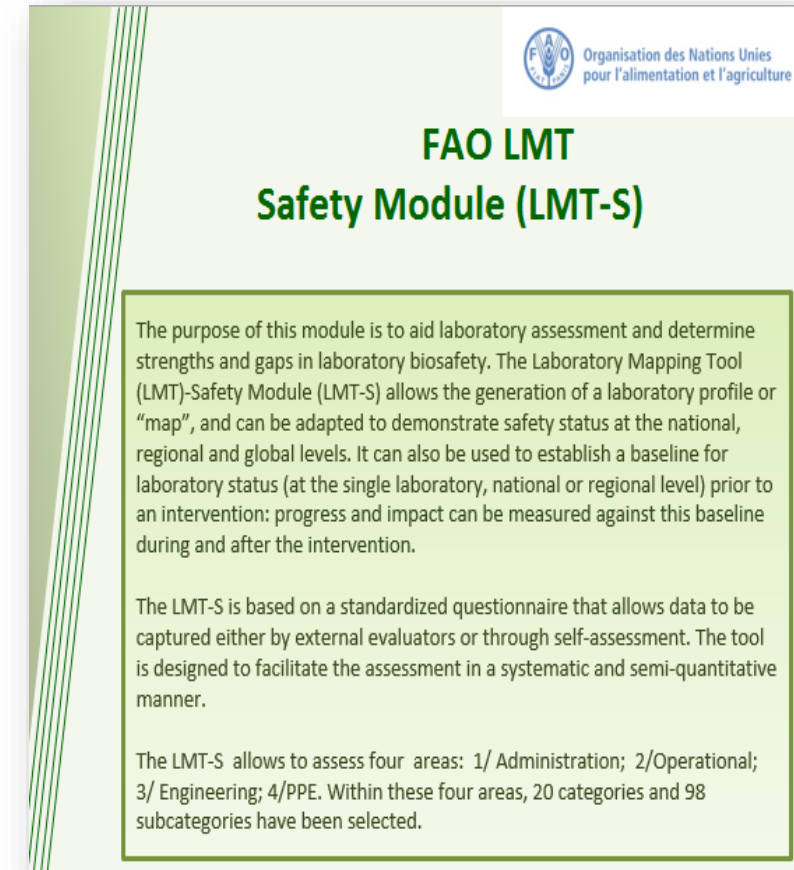 FAO
FIAT PANIS
Organisation des Nations Unies
pour l'alimentation et l'agriculture
FAO LMT
Safety Module (LMT-S)
The purpose of this module is to aid laboratory assessment and determine
strengths and gaps in laboratory biosafety. The Laboratory Mapping Tool
(LMT)-Safety Module (LMT-S) allows the generation of a laboratory profile or
“map”, and can be adapted to demonstrate safety status at the national,
regional and global levels. It can also be used to establish a baseline for
laboratory status (at the single laboratory, national or regional level) prior to
an intervention: progress and impact can be measured against this baseline
during and after the intervention.
The LMT-S is based on a standardized questionnaire that allows data to be
captured either by external evaluators or through self-assessment. The tool
is designed to facilitate the assessment in a systematic and semi-quantitative
manner.
The LMT-S allows to assess four areas: 1/ Administration; 2/Operational;
3/ Engineering; 4/PPE. Within these four areas, 20 categories and 98
subcategories have been selected.